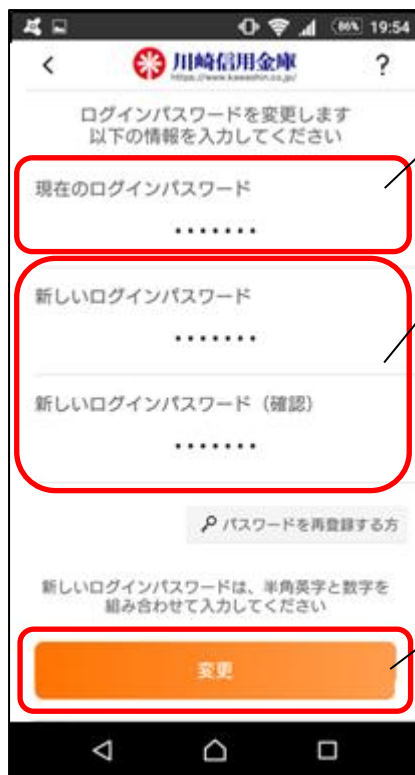 86% 19:54
川崎信用金庫
https://www.kawashin.co.jp/
?
ログインパスワードを変更します
以下の情報を入力してください
現在のログインパスワード
•••••••
新しいログインパスワード
•••••••
新しいログインパスワード（確認）
•••••••
パスワードを再登録する方
新しいログインパスワードは、半角英字と数字を
組み合わせて入力してください
変更